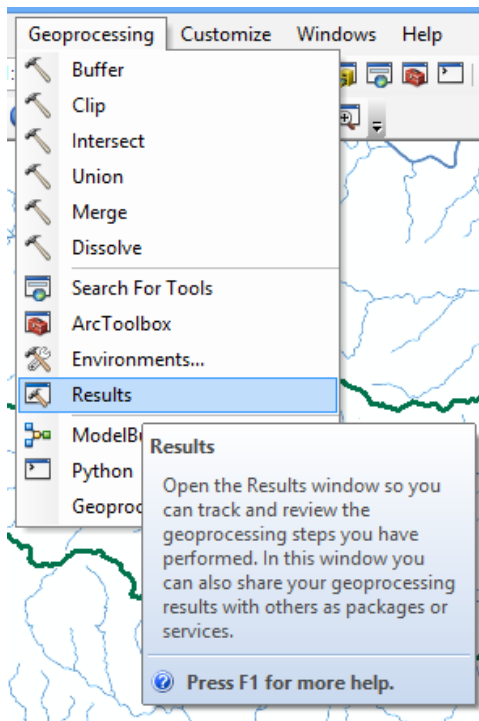 Geoprocessing Customize Windows Help
Buffer
Clip
Intersect
Union
Merge
Dissolve
Search For Tools
ArcToolbox
Environments...
Results
ModelBu
Python
Geoproc
Results
Open the Results window so you
can track and review the
geoprocessing steps you have
performed. In this window you
can also share your geoprocessing
results with others as packages or
services.
Press F1 for more help.